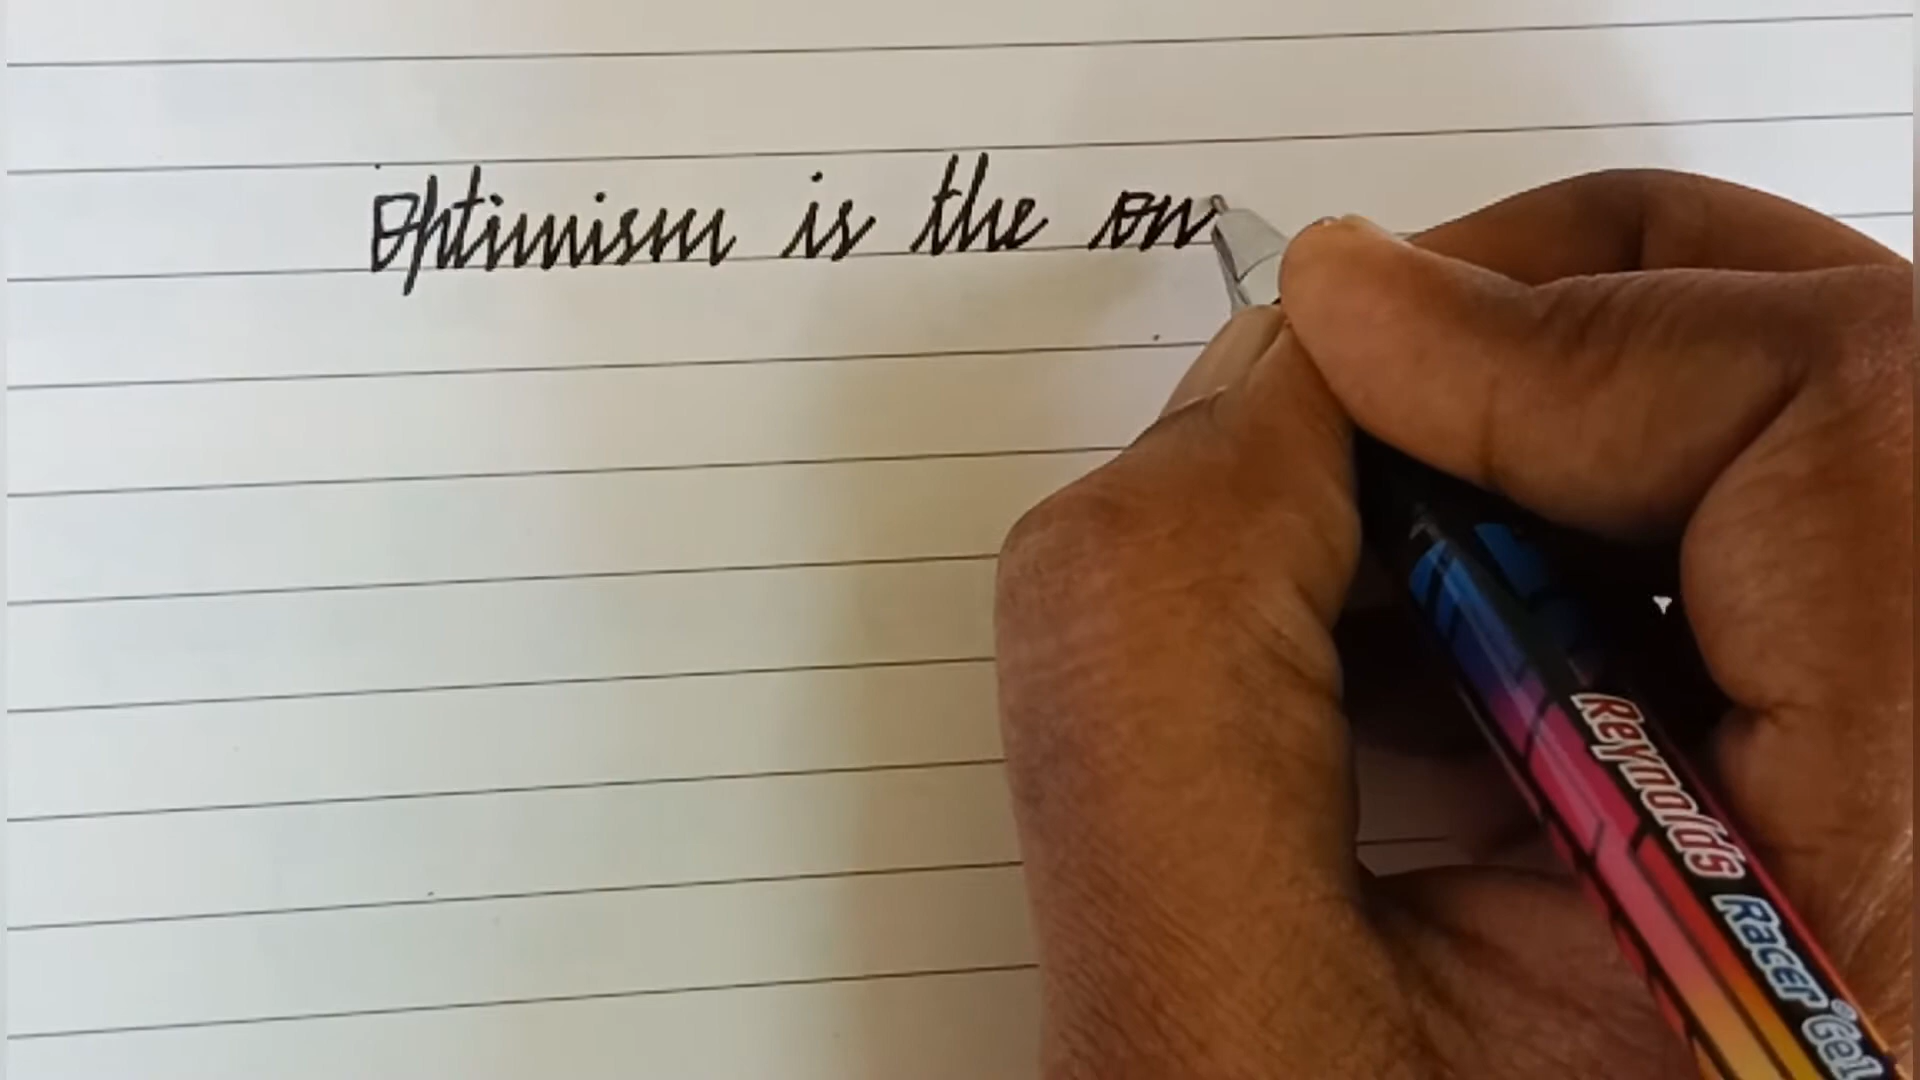 Optimism is the on
Reynolds Racer Gel